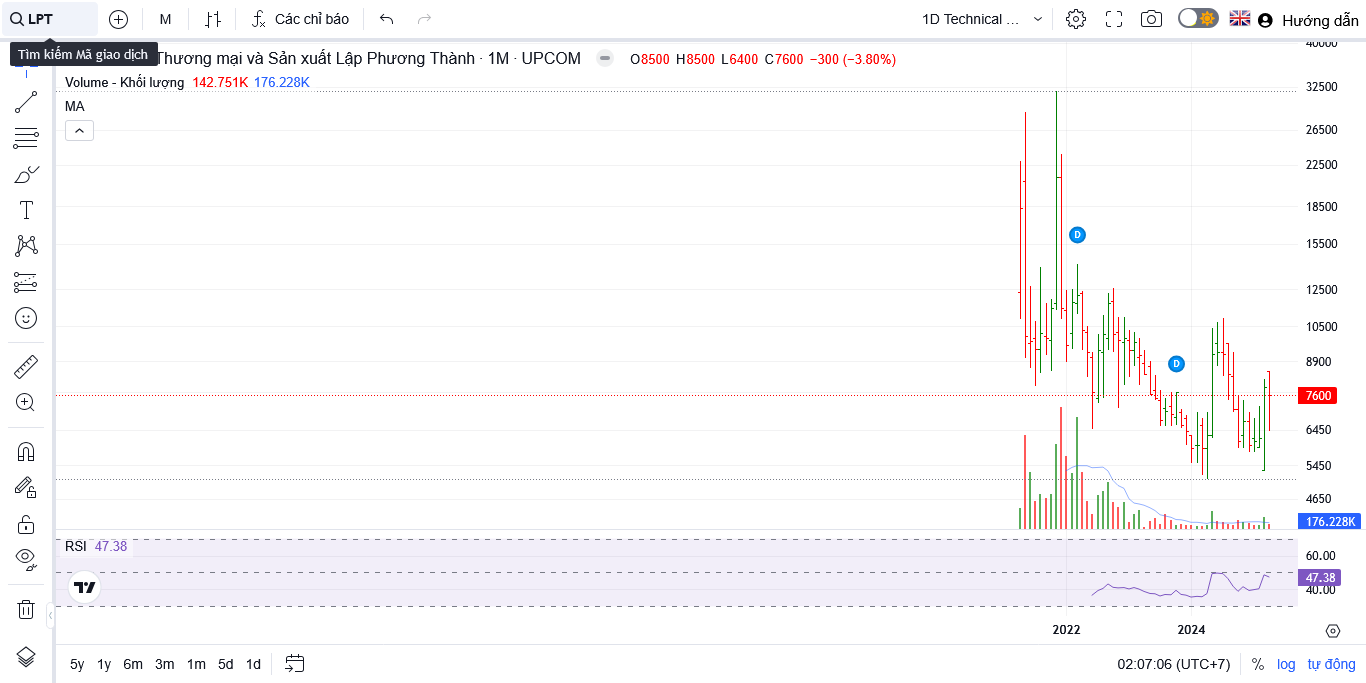 LPT
M
Các chỉ báo
1D Technical ...
Hướng dẫn
Tìm kiếm Mã giao dịch
Thương mại và Sản xuất Lập Phương Thành · 1M · UPCOM
O8500 H8500 L6400 C7600 −300 (−3.80%)
Volume - Khối lượng 142.751K 176.228K
MA
40000
32500
26500
22500
18500
15500
12500
10500
8900
7600
6450
5450
4650
176.228K
D
D
RSI 47.38
60.00
47.38
40.00
2022
2024
5y 1y 6m 3m 1m 5d 1d
02:07:06 (UTC+7)
%
log
tự động